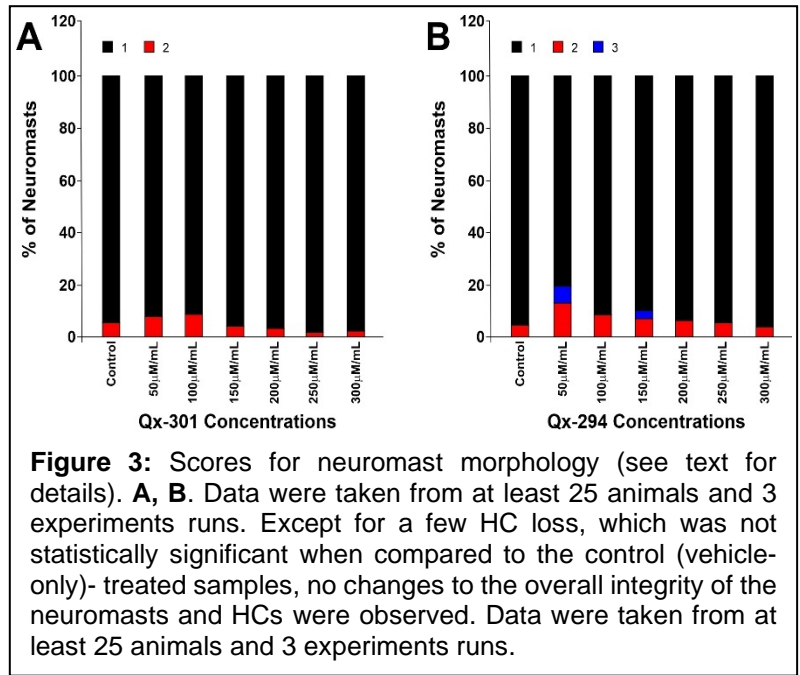 A
120
100
80
60
40
20
0
% of Neuromasts
1 2
Control
50µM/mL
100µM/mL
150µM/mL
200µM/mL
250µM/mL
300µM/mL
Qx-301 Concentrations
B
120
100
80
60
40
20
0
% of Neuromasts
1 2 3
Control
50µM/mL
100µM/mL
150µM/mL
200µM/mL
250µM/mL
300µM/mL
Qx-294 Concentrations
Figure 3: Scores for neuromast morphology (see text for
details). A, B. Data were taken from at least 25 animals and 3
experiments runs. Except for a few HC loss, which was not
statistically significant when compared to the control (vehicle-
only)- treated samples, no changes to the overall integrity of the
neuromasts and HCs were observed. Data were taken from at
least 25 animals and 3 experiments runs.